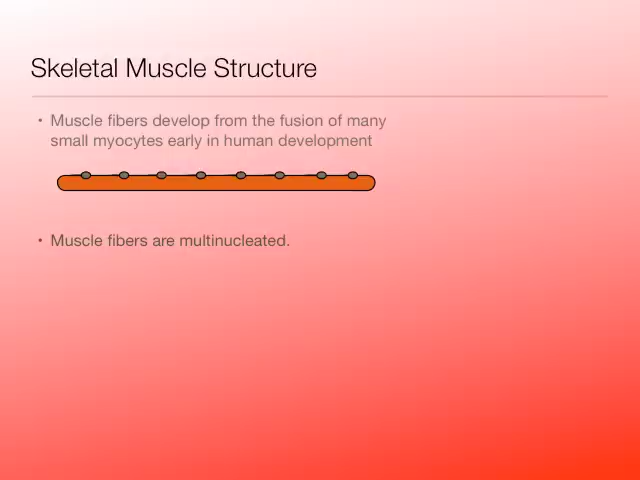 Skeletal Muscle Structure
• Muscle fibers develop from the fusion of many
small myocytes early in human development
• Muscle fibers are multinucleated.